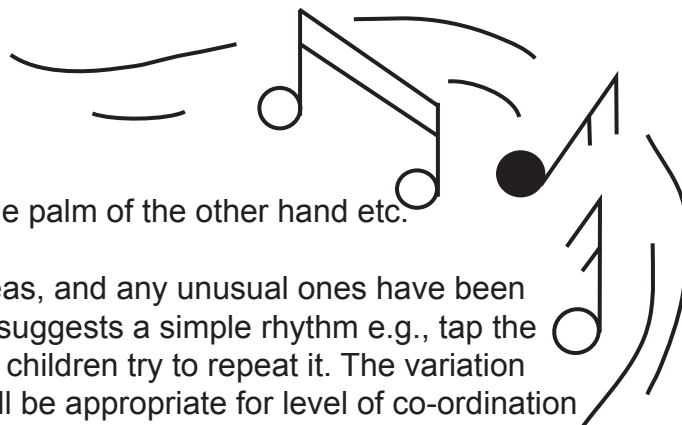 e palm of the other hand etc.
eas, and any unusual ones have been
suggests a simple rhythm e.g., tap the
children try to repeat it. The variation
ll be appropriate for level of co-ordination